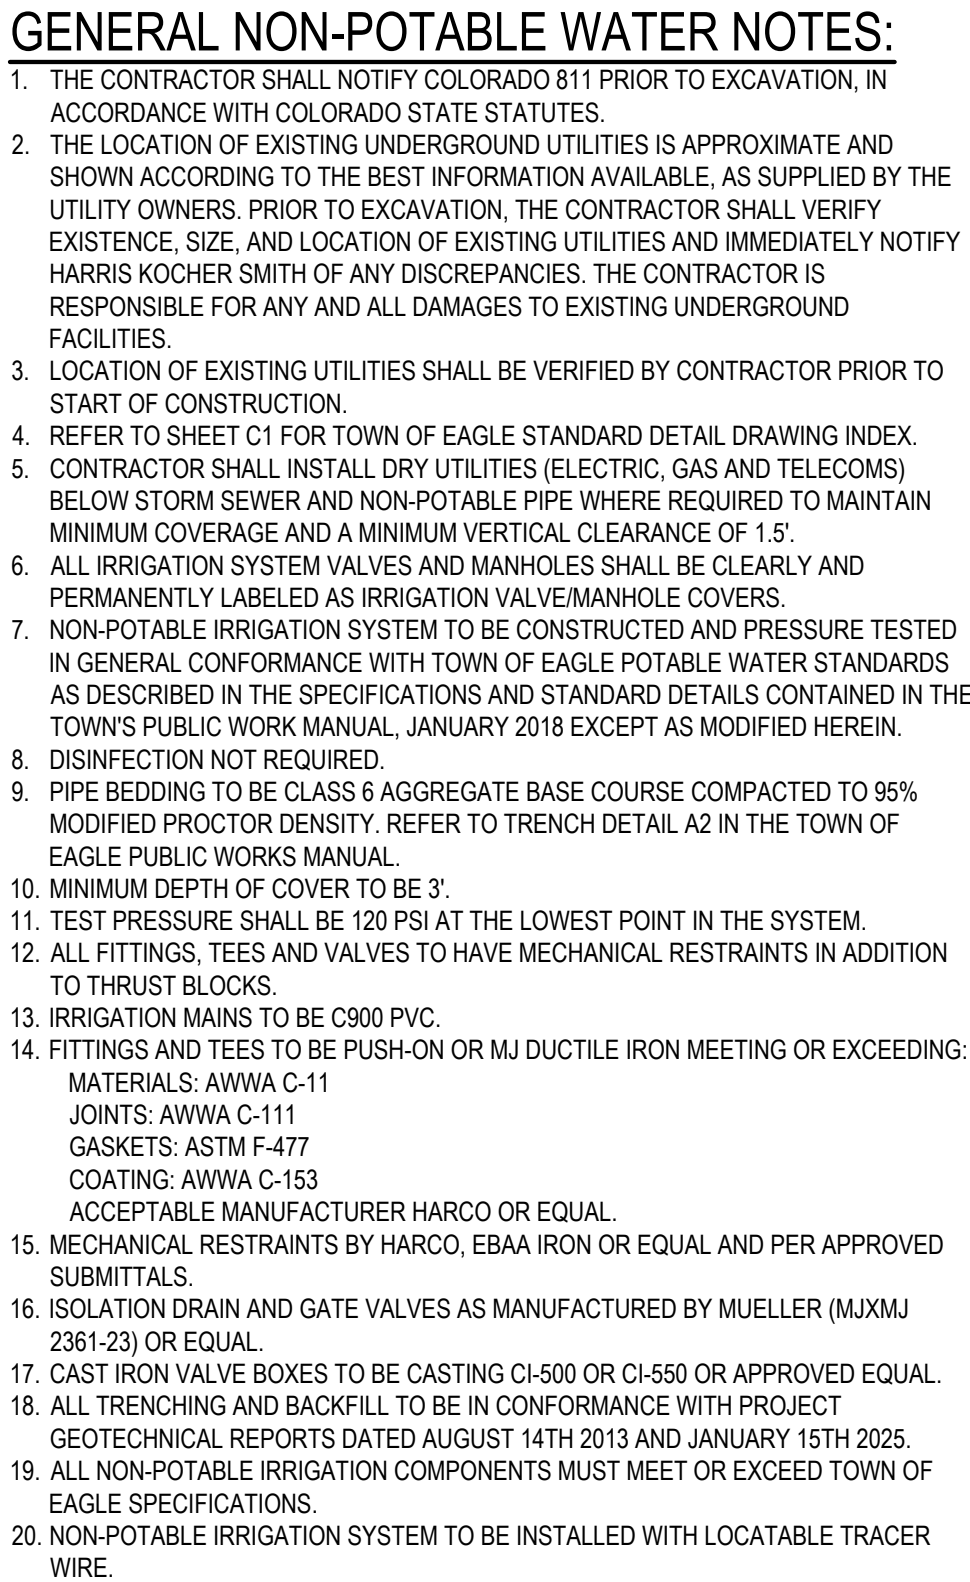 GENERAL NON-POTABLE WATER NOTES:
1. THE CONTRACTOR SHALL NOTIFY COLORADO 811 PRIOR TO EXCAVATION, IN
ACCORDANCE WITH COLORADO STATE STATUTES.
2. THE LOCATION OF EXISTING UNDERGROUND UTILITIES IS APPROXIMATE AND
SHOWN ACCORDING TO THE BEST INFORMATION AVAILABLE, AS SUPPLIED BY THE
UTILITY OWNERS. PRIOR TO EXCAVATION, THE CONTRACTOR SHALL VERIFY
EXISTENCE, SIZE, AND LOCATION OF EXISTING UTILITIES AND IMMEDIATELY NOTIFY
HARRIS KOCHER SMITH OF ANY DISCREPANCIES. THE CONTRACTOR IS
RESPONSIBLE FOR ANY AND ALL DAMAGES TO EXISTING UNDERGROUND
FACILITIES.
3. LOCATION OF EXISTING UTILITIES SHALL BE VERIFIED BY CONTRACTOR PRIOR TO
START OF CONSTRUCTION.
4. REFER TO SHEET C1 FOR TOWN OF EAGLE STANDARD DETAIL DRAWING INDEX.
5. CONTRACTOR SHALL INSTALL DRY UTILITIES (ELECTRIC, GAS AND TELECOMS)
BELOW STORM SEWER AND NON-POTABLE PIPE WHERE REQUIRED TO MAINTAIN
MINIMUM COVERAGE AND A MINIMUM VERTICAL CLEARANCE OF 1.5'.
6. ALL IRRIGATION SYSTEM VALVES AND MANHOLES SHALL BE CLEARLY AND
PERMANENTLY LABELED AS IRRIGATION VALVE/MANHOLE COVERS.
7. NON-POTABLE IRRIGATION SYSTEM TO BE CONSTRUCTED AND PRESSURE TESTED
IN GENERAL CONFORMANCE WITH TOWN OF EAGLE POTABLE WATER STANDARDS
AS DESCRIBED IN THE SPECIFICATIONS AND STANDARD DETAILS CONTAINED IN THE
TOWN'S PUBLIC WORK MANUAL, JANUARY 2018 EXCEPT AS MODIFIED HEREIN.
8. DISINFECTION NOT REQUIRED.
9. PIPE BEDDING TO BE CLASS 6 AGGREGATE BASE COURSE COMPACTED TO 95%
MODIFIED PROCTOR DENSITY. REFER TO TRENCH DETAIL A2 IN THE TOWN OF
EAGLE PUBLIC WORKS MANUAL.
10. MINIMUM DEPTH OF COVER TO BE 3'.
11. TEST PRESSURE SHALL BE 120 PSI AT THE LOWEST POINT IN THE SYSTEM.
12. ALL FITTINGS, TEES AND VALVES TO HAVE MECHANICAL RESTRAINTS IN ADDITION
TO THRUST BLOCKS.
13. IRRIGATION MAINS TO BE C900 PVC.
14. FITTINGS AND TEES TO BE PUSH-ON OR MJ DUCTILE IRON MEETING OR EXCEEDING:
MATERIALS: AWWA C-11
JOINTS: AWWA C-111
GASKETS: ASTM F-477
COATING: AWWA C-153
ACCEPTABLE MANUFACTURER HARCO OR EQUAL.
15. MECHANICAL RESTRAINTS BY HARCO, EBAA IRON OR EQUAL AND PER APPROVED
SUBMITTALS.
16. ISOLATION DRAIN AND GATE VALVES AS MANUFACTURED BY MUELLER (MJXMJ
2361-23) OR EQUAL.
17. CAST IRON VALVE BOXES TO BE CASTING CI-500 OR CI-550 OR APPROVED EQUAL.
18. ALL TRENCHING AND BACKFILL TO BE IN CONFORMANCE WITH PROJECT
GEOTECHNICAL REPORTS DATED AUGUST 14TH 2013 AND JANUARY 15TH 2025.
19. ALL NON-POTABLE IRRIGATION COMPONENTS MUST MEET OR EXCEED TOWN OF
EAGLE SPECIFICATIONS.
20. NON-POTABLE IRRIGATION SYSTEM TO BE INSTALLED WITH LOCATABLE TRACER
WIRE.